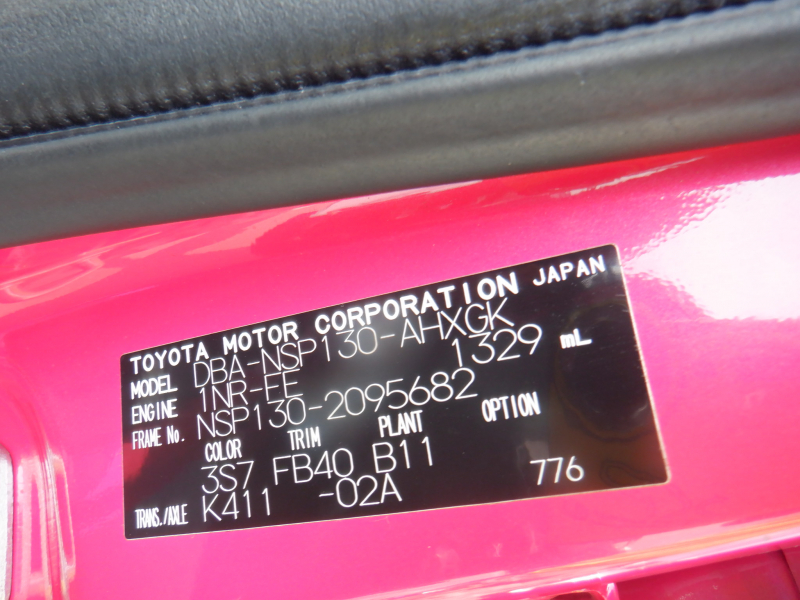 TOYOTA MOTOR CORPORATION JAPAN
MODEL DBA-NSP130-AHXGK
ENGINE 1NR-FE 1329 mL
FRAME No. NSP130-2095682
COLOR TRIM PLANT OPTION
3S7 FB40 B11
TRANS./AXLE K411 -02A 776